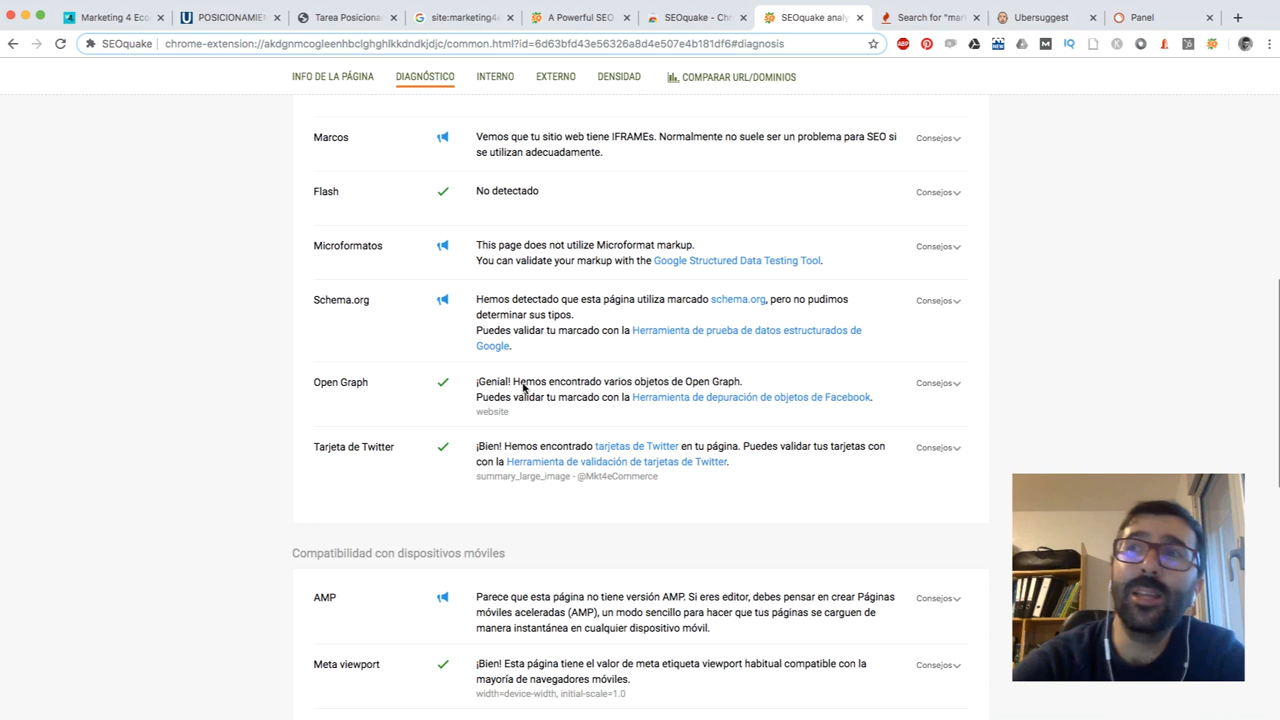 Marketing 4 Eco
POSICIONAMIE
Tarea Posicionar
site:marketing4
A Powerful SEO
SEOquake - Chr
SEOquake analy
Search for "mark
Ubersuggest
Panel
SEOquake | chrome-extension://akdgnmcogleenhbclghghlkkdndkjdjc/common.html?id=6d63bfd43e56326a8d4e507e4b181df6#diagnosis
INFO DE LA PÁGINA
DIAGNÓSTICO
INTERNO
EXTERNO
DENSIDAD
COMPARAR URL/DOMINIOS
Marcos
Vemos que tu sitio web tiene IFRAMEs. Normalmente no suele ser un problema para SEO si
se utilizan adecuadamente.
Consejos
Flash
No detectado
Consejos
Microformatos
This page does not utilize Microformat markup.
You can validate your markup with the Google Structured Data Testing Tool.
Consejos
Schema.org
Hemos detectado que esta página utiliza marcado schema.org, pero no pudimos
determinar sus tipos.
Puedes validar tu marcado con la Herramienta de prueba de datos estructurados de
Google.
Consejos
Open Graph
¡Genial! Hemos encontrado varios objetos de Open Graph.
Puedes validar tu marcado con la Herramienta de depuración de objetos de Facebook.
website
Consejos
Tarjeta de Twitter
¡Bien! Hemos encontrado tarjetas de Twitter en tu página. Puedes validar tus tarjetas con
con la Herramienta de validación de tarjetas de Twitter.
summary_large_image - @Mkt4eCommerce
Consejos
Compatibilidad con dispositivos móviles
AMP
Parece que esta página no tiene versión AMP. Si eres editor, debes pensar en crear Páginas
móviles aceleradas (AMP), un modo sencillo para hacer que tus páginas se carguen de
manera instantánea en cualquier dispositivo móvil.
Consejos
Meta viewport
¡Bien! Esta página tiene el valor de meta etiqueta viewport habitual compatible con la
mayoría de navegadores móviles.
width=device-width, initial-scale=1.0
Consejos